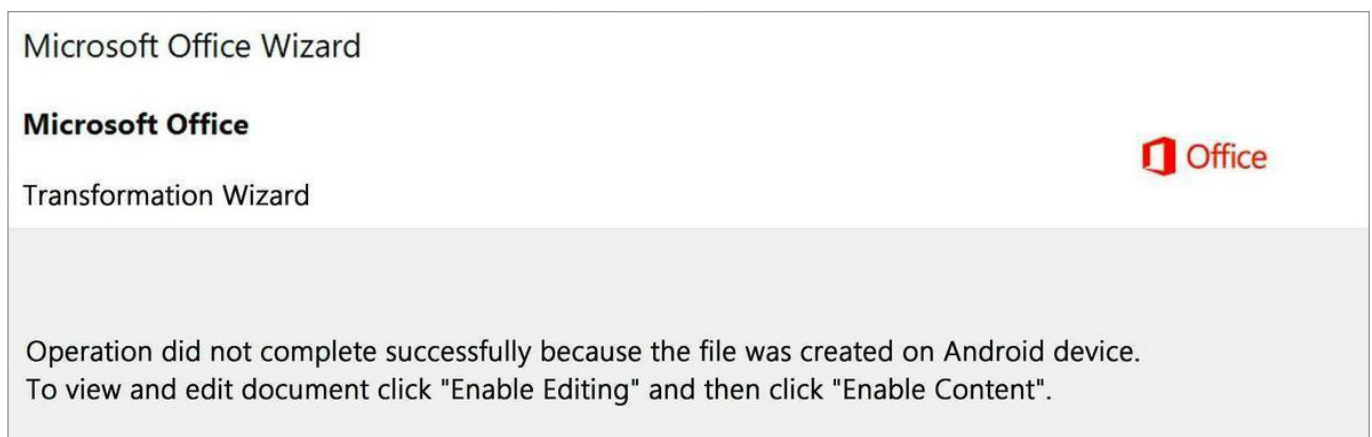 Microsoft Office Wizard
Microsoft Office
Office
Transformation Wizard
Operation did not complete successfully because the file was created on Android device.
To view and edit document click "Enable Editing" and then click "Enable Content".